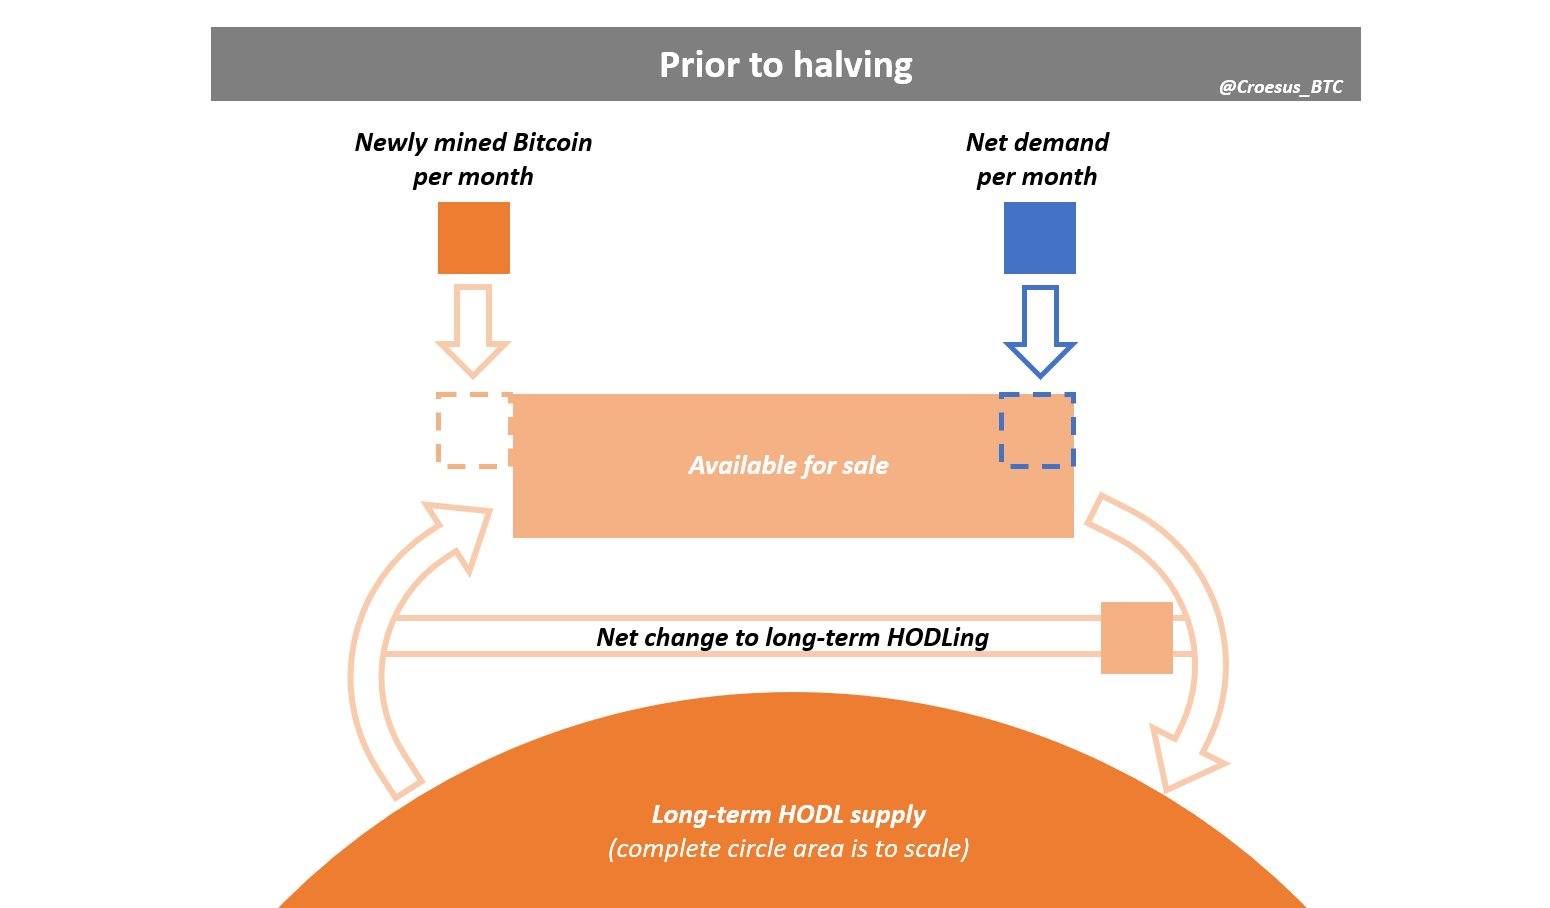 Prior to halving
@Croesus_BTC
Newly mined Bitcoin
per month
Net demand
per month
Available for sale
Net change to long-term HODLing
Long-term HODL supply
(complete circle area is to scale)